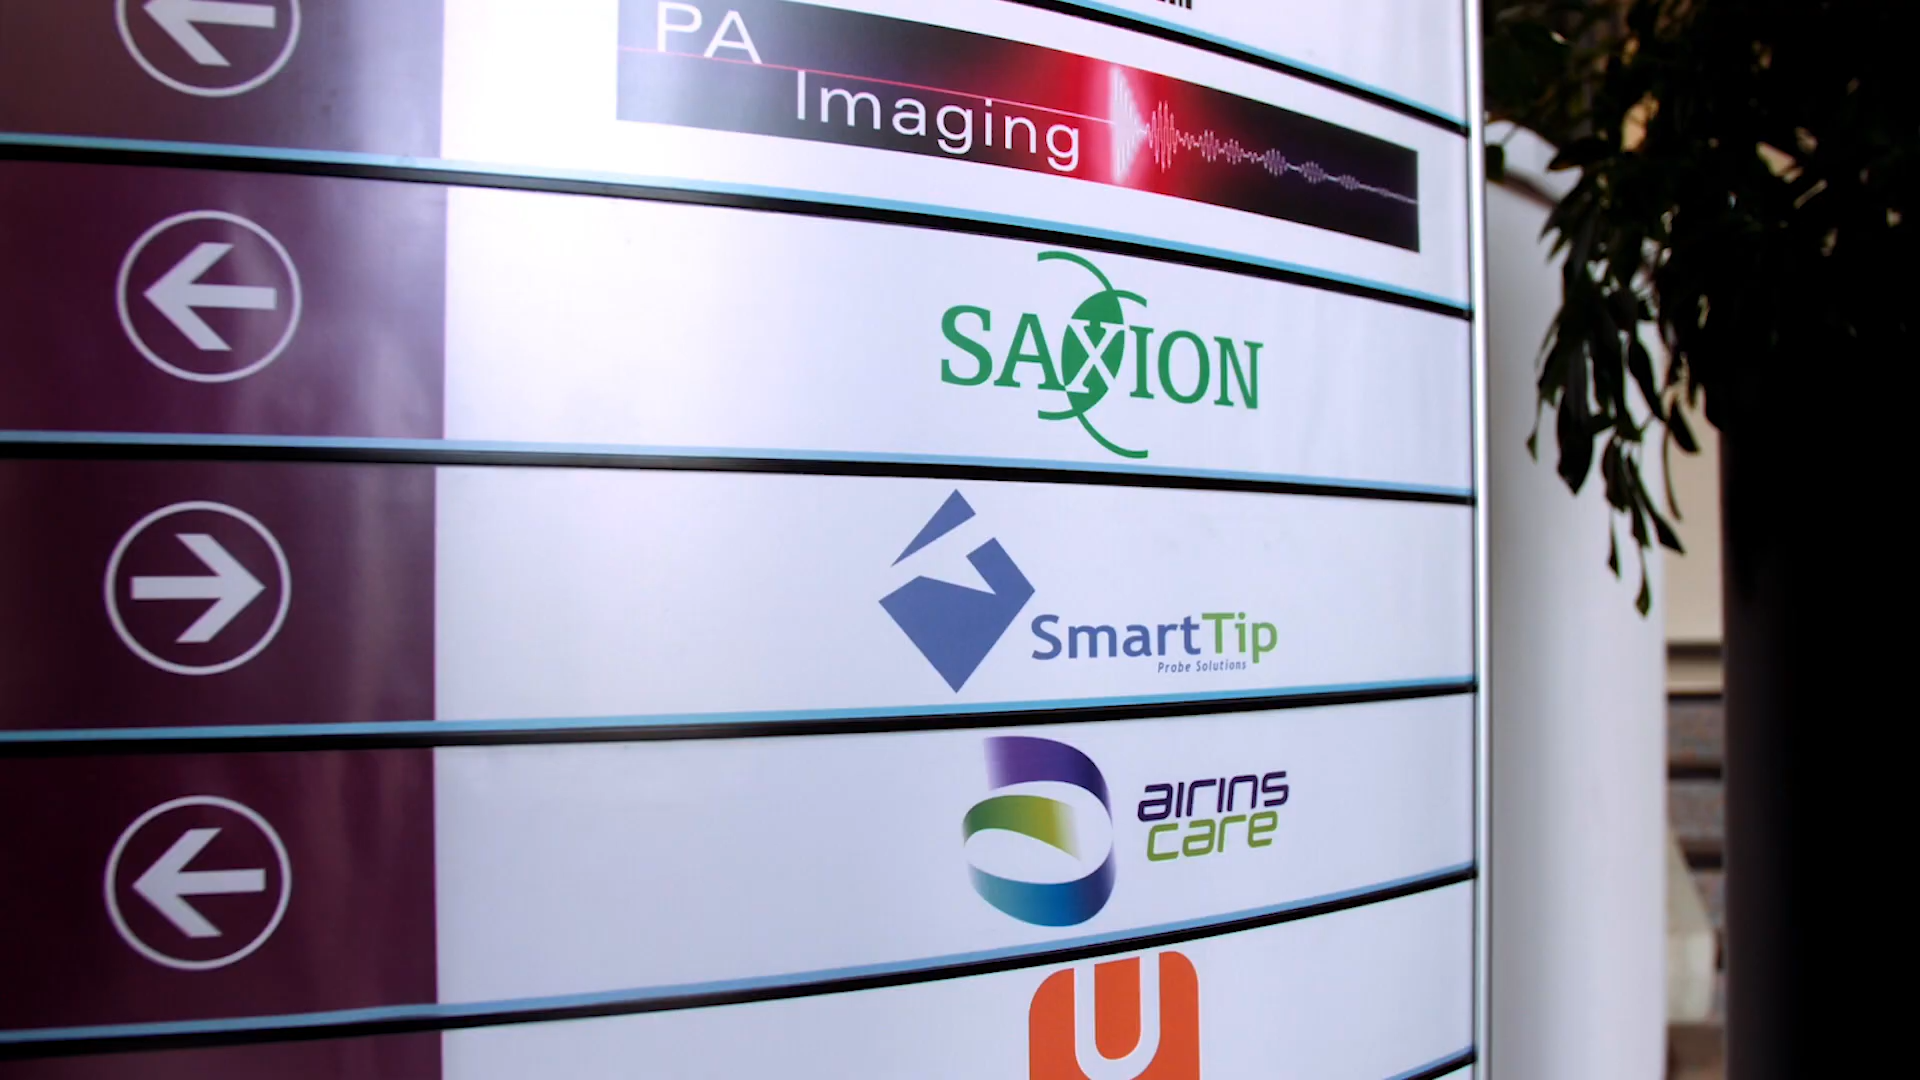 PA
Imaging
SAXION
SmartTip
Probe Solutions
airins
care